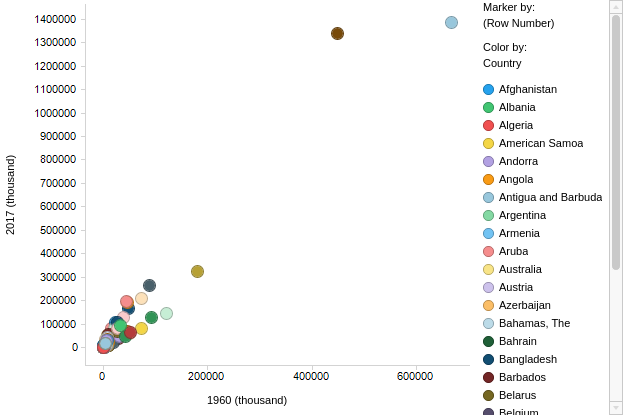 1400000
1300000
1200000
1100000
1000000
900000
800000
700000
600000
500000
400000
300000
200000
100000
0
2017 (thousand)
0
200000
400000
600000
1960 (thousand)
Marker by:
(Row Number)
Color by:
Country
Afghanistan
Albania
Algeria
American Samoa
Andorra
Angola
Antigua and Barbuda
Argentina
Armenia
Aruba
Australia
Austria
Azerbaijan
Bahamas, The
Bahrain
Bangladesh
Barbados
Belarus
Belgium